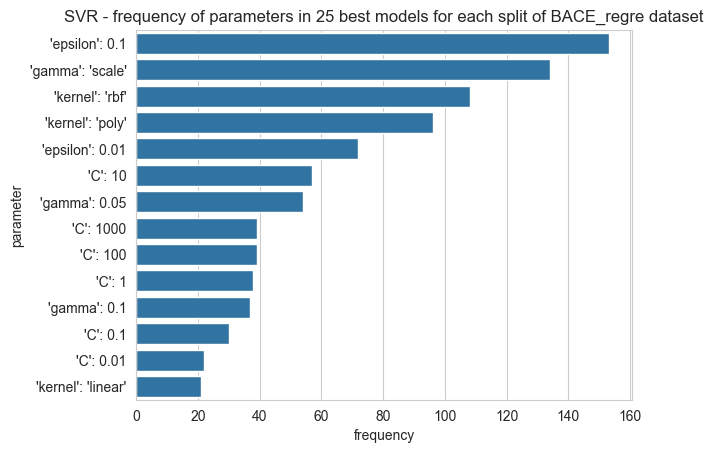 SVR - frequency of parameters in 25 best models for each split of BACE_regre dataset
'epsilon': 0.1
'gamma': 'scale'
'kernel': 'rbf'
'kernel': 'poly'
'epsilon': 0.01
'C': 10
'gamma': 0.05
'C': 1000
'C': 100
'C': 1
'gamma': 0.1
'C': 0.1
'C': 0.01
'kernel': 'linear'
parameter
0 20 40 60 80 100 120 140 160
frequency